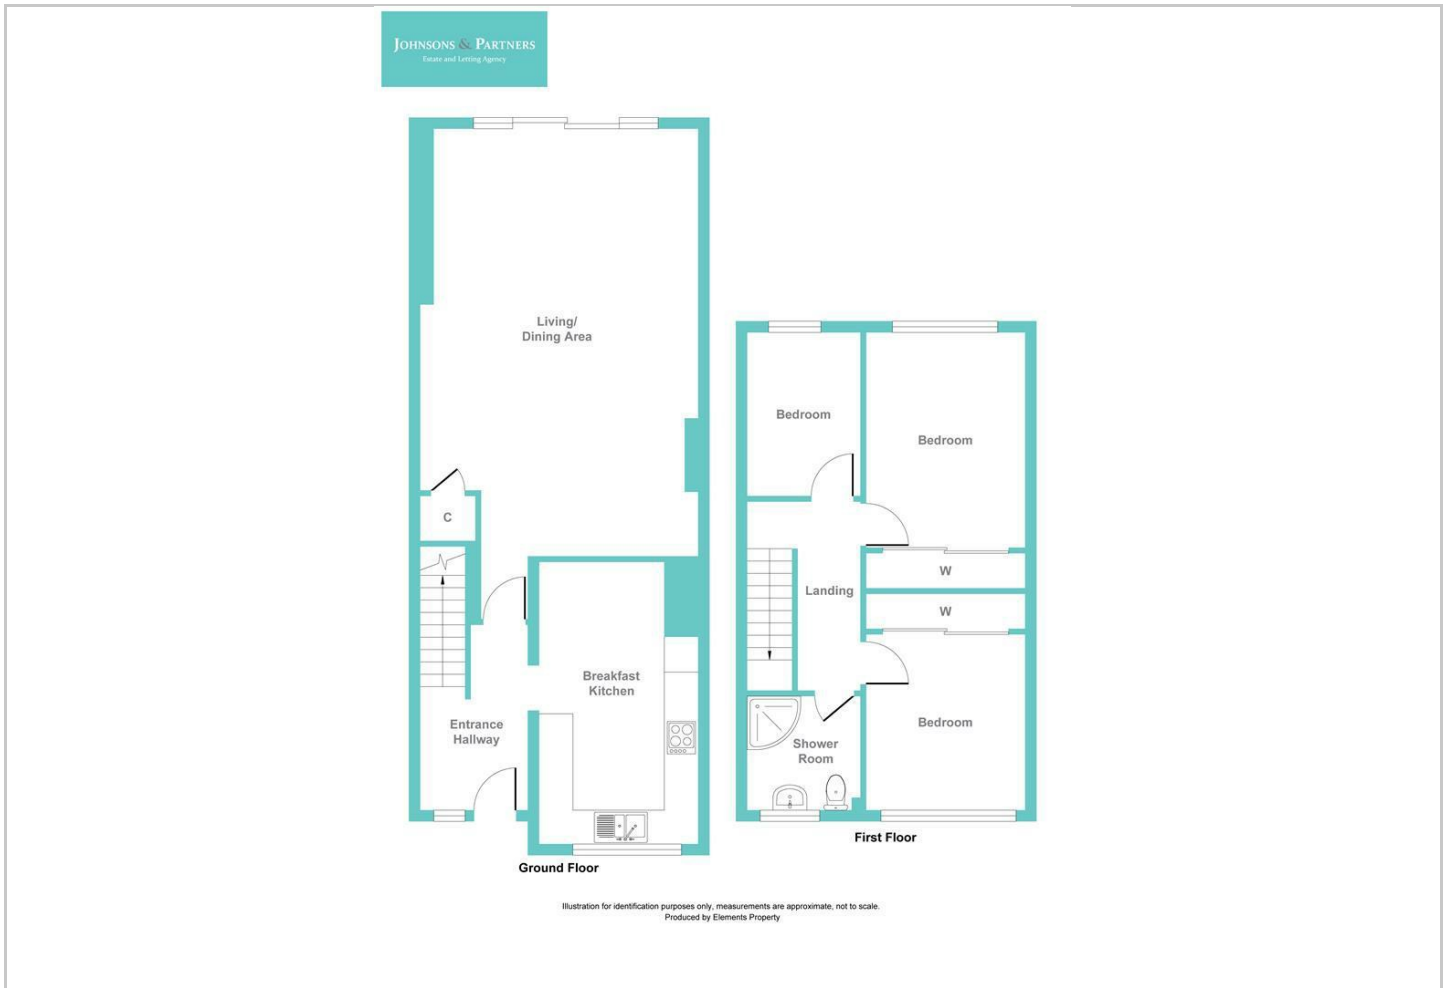 JOHNSONS & PARTNERS
Estate and Letting Agency
Living/
Dining Area
C
Breakfast
Kitchen
Entrance
Hallway
Ground Floor
Bedroom
Bedroom
W
Landing
W
Bedroom
Shower
Room
First Floor
Illustration for identification purposes only, measurements are approximate, not to scale.
Produced by Elements Property